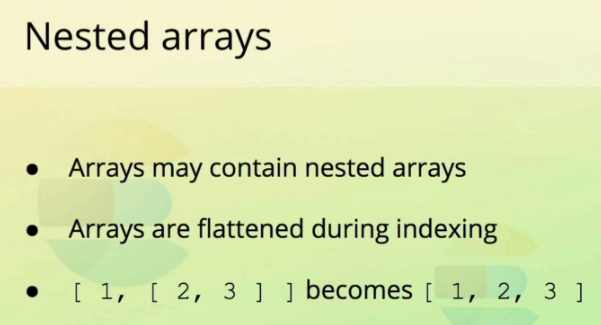 Nested arrays
● Arrays may contain nested arrays
● Arrays are flattened during indexing
● [ 1, [ 2, 3 ] ] becomes [ 1, 2, 3 ]